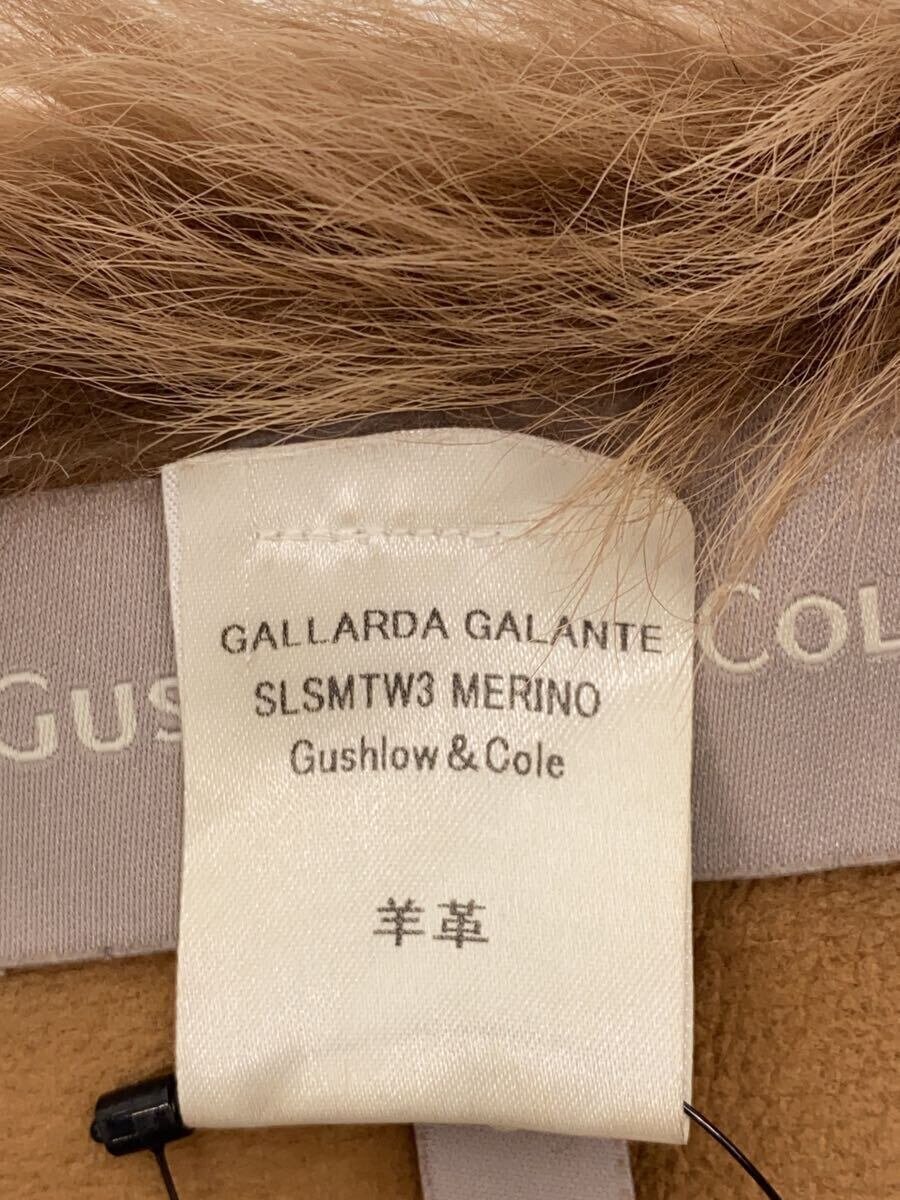 GALLARDA GALANTE
SLSMTW3 MERINO
Gushlow & Cole
羊革
GUS COL